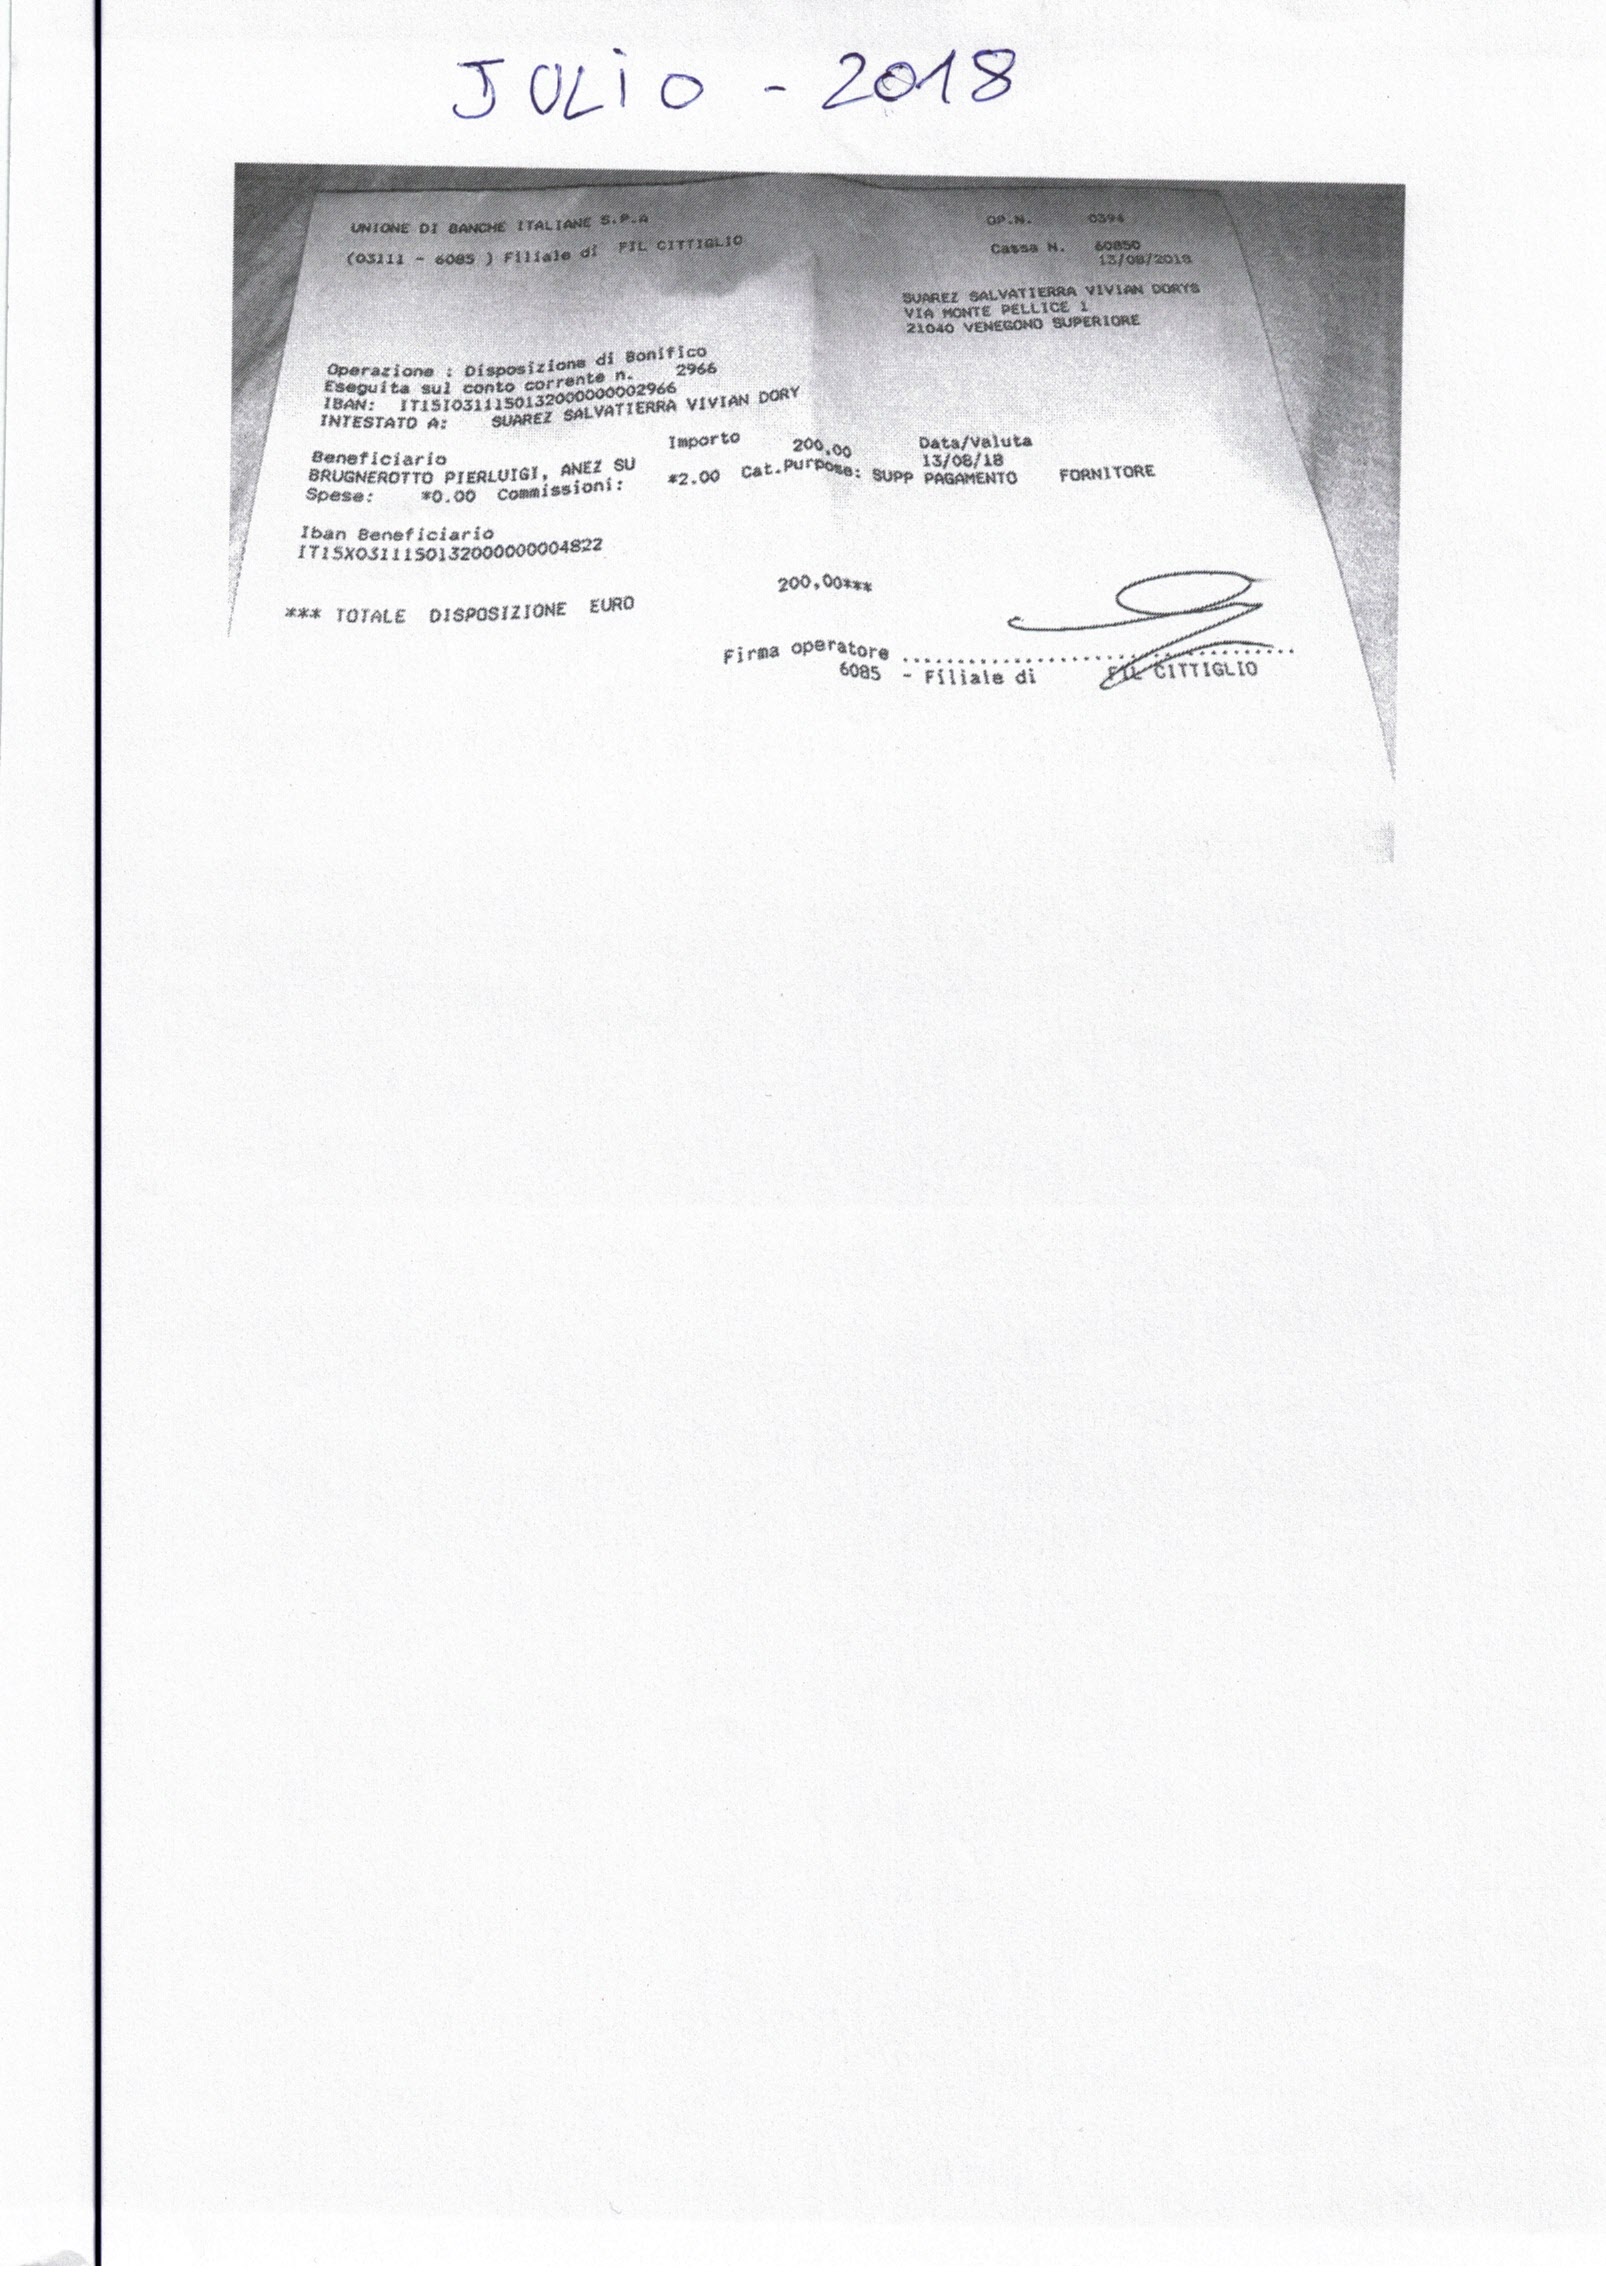 JULIO - 2018
UNIONE DI BANCHE ITALIANE S.P.A OP.N. 0394
(03111 - 6085 ) Filiale di FIL CITTIGLIO Cassa N. 60850
13/08/2018
SUAREZ SALVATIERRA VIVIAN DORYS
VIA MONTE PELLICE 1
21040 VENEGONO SUPERIORE
Operazione : Disposizione di Bonifico
Eseguita sul conto corrente n. 2966
IBAN: IT15I0311150132000000002966
INTESTATO A: SUAREZ SALVATIERRA VIVIAN DORY
Beneficiario Importo 200,00 Data/Valuta
BRUGNEROTTO PIERLUIGI, ANEZ SU 13/08/18
Spese: *0.00 Commissioni: *2.00 Cat.Purpose: SUPP PAGAMENTO FORNITORE
Iban Beneficiario
IT15X0311150132000000004822
*** TOTALE DISPOSIZIONE EURO 200,00***
Firma operatore ........................................
6085 - Filiale di FIL CITTIGLIO